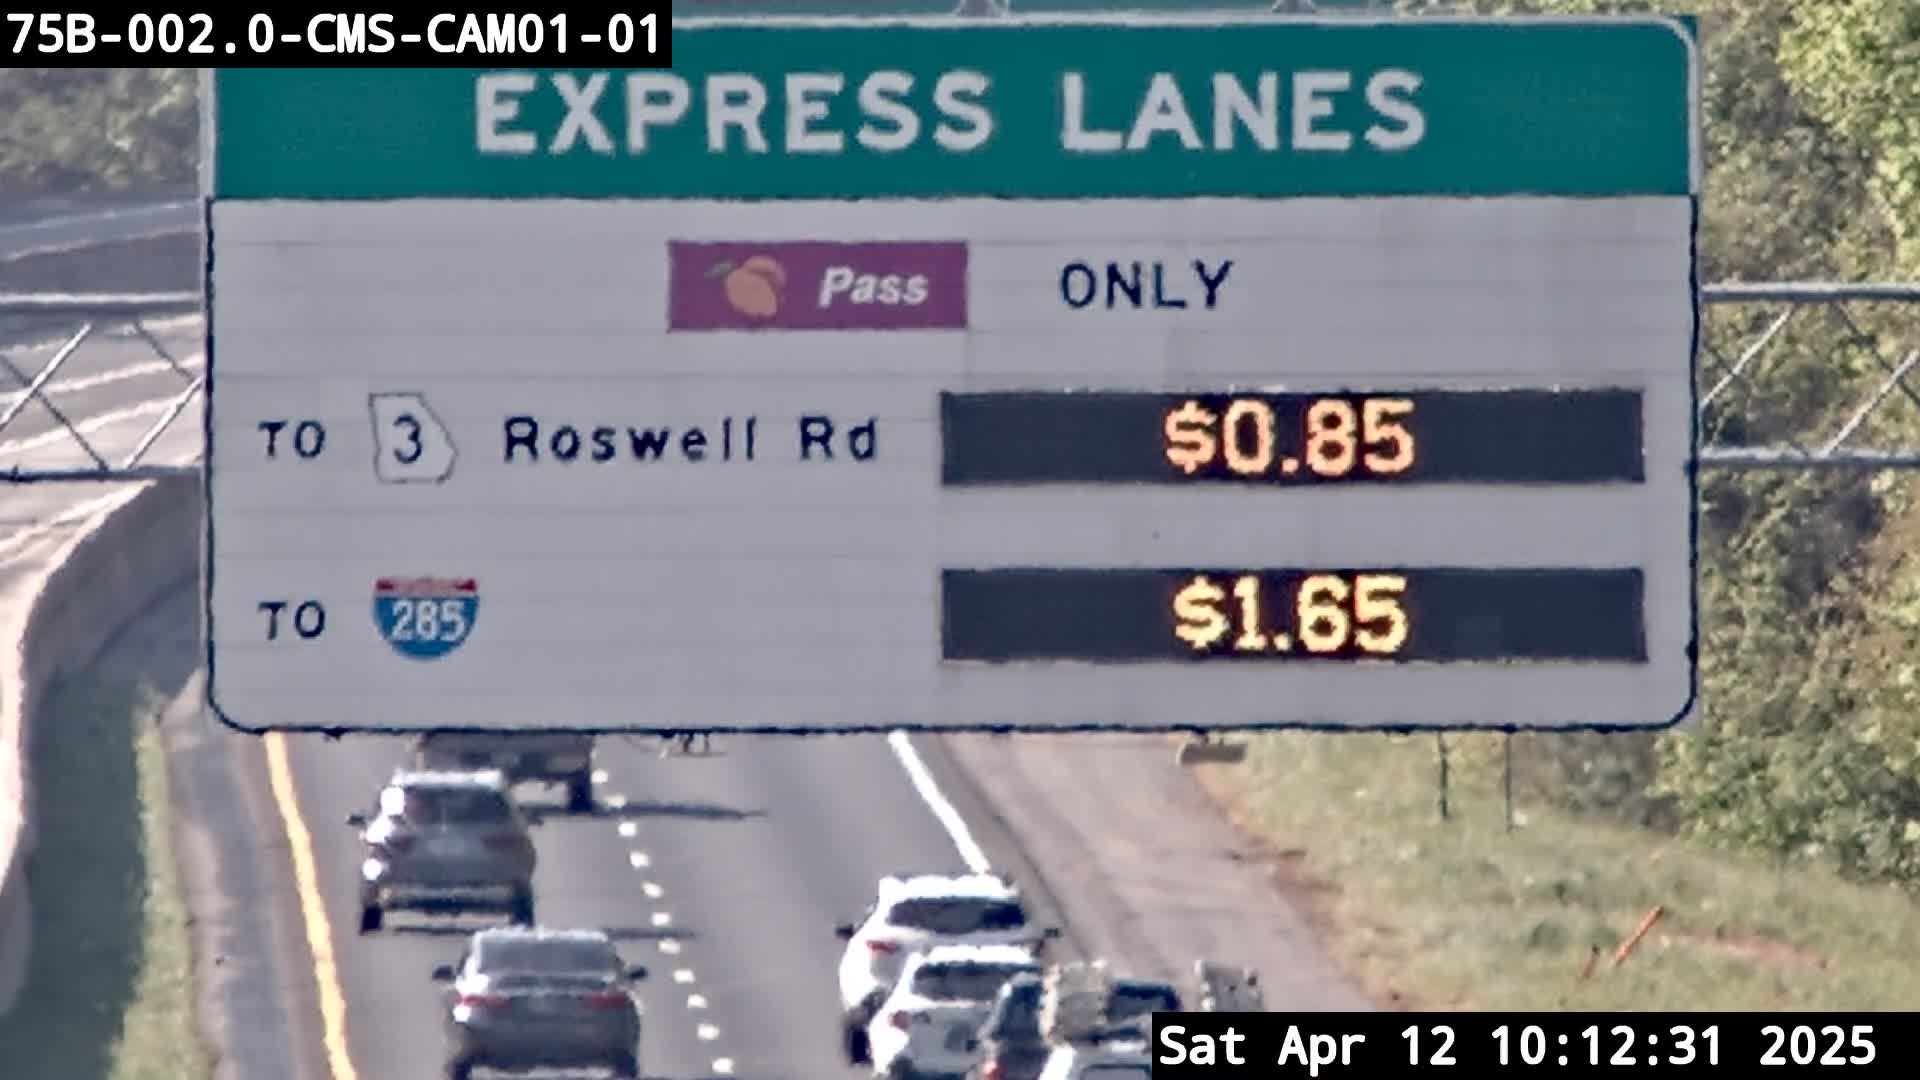 75B-002.0-CMS-CAM01-01
EXPRESS LANES
Pass ONLY
TO 3 Roswell Rd $0.85
TO 285 $1.65
Sat Apr 12 10:12:31 2025